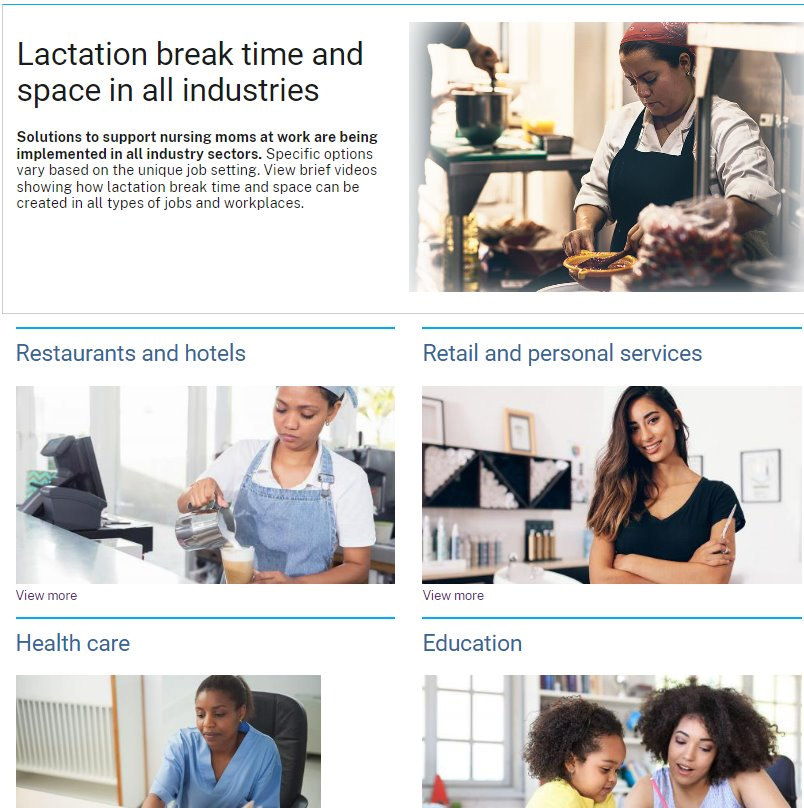 Lactation break time and
space in all industries
Solutions to support nursing moms at work are being
implemented in all industry sectors. Specific options
vary based on the unique job setting. View brief videos
showing how lactation break time and space can be
created in all types of jobs and workplaces.
Restaurants and hotels
Retail and personal services
View more
View more
Health care
Education